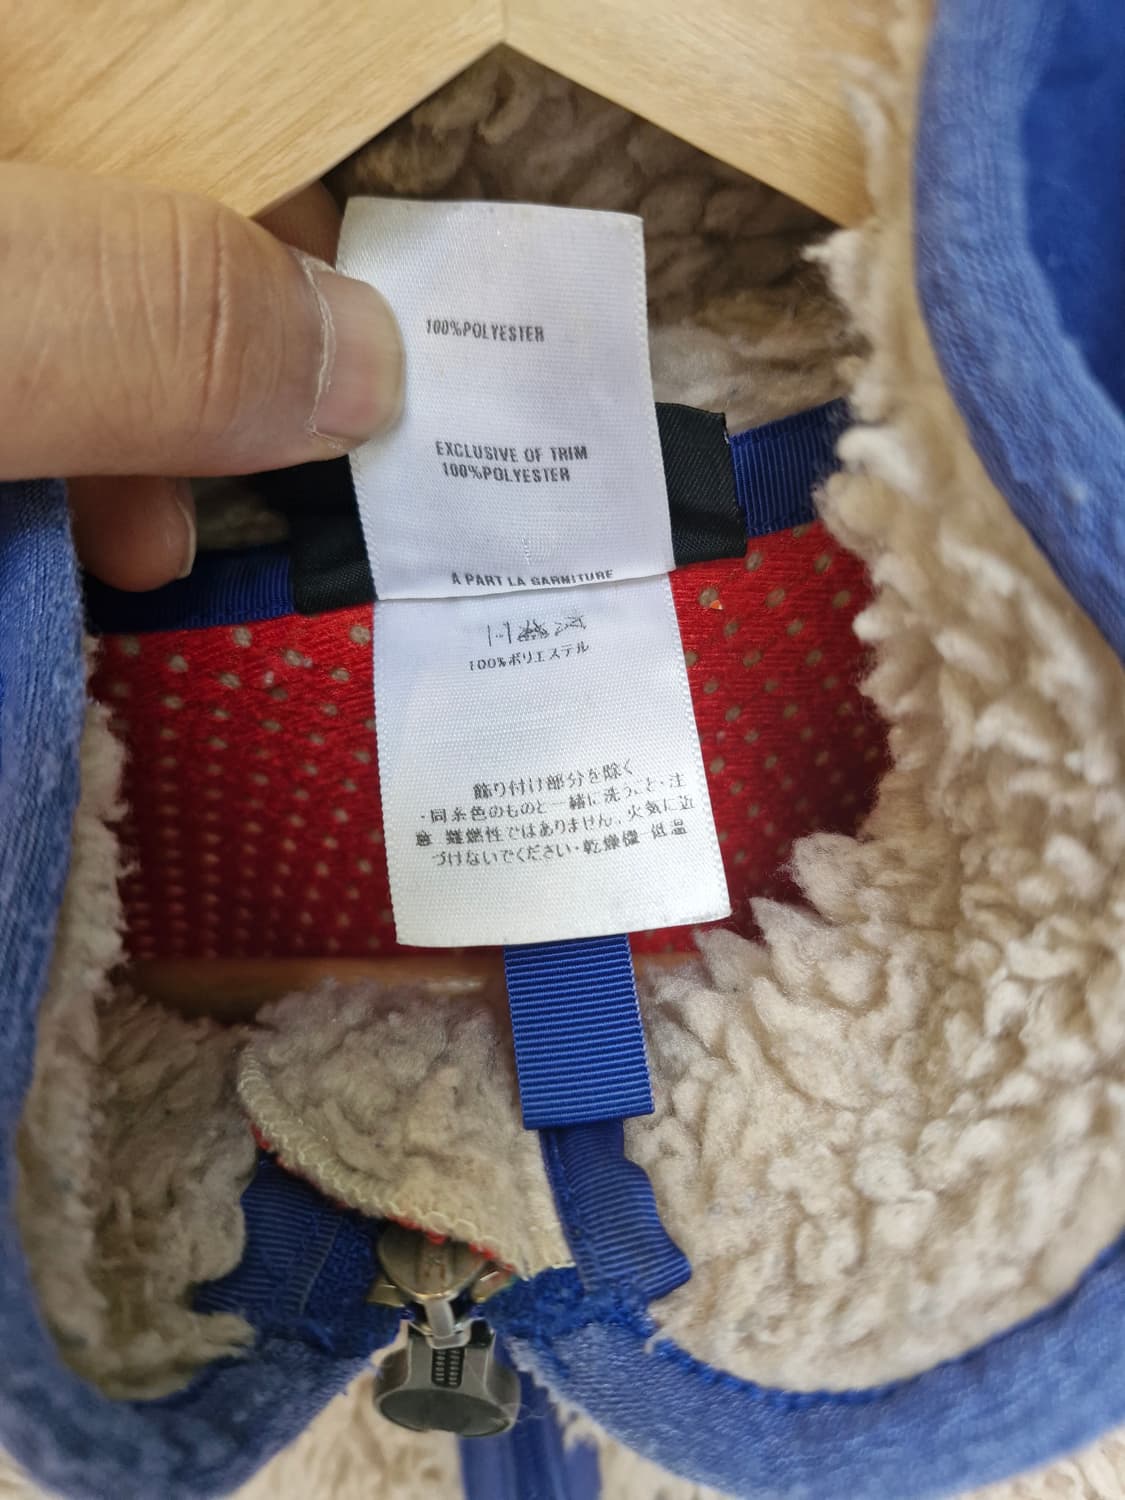 100%POLYESTER
EXCLUSIVE OF TRIM
100%POLYESTER
À PART LA GARNITURE
100%ポリエステル
飾り付け部分を除く
・同系色のものと一緒に洗うこと・注
意 難燃性ではありません。火気に近
づけないでください・乾燥機 低温